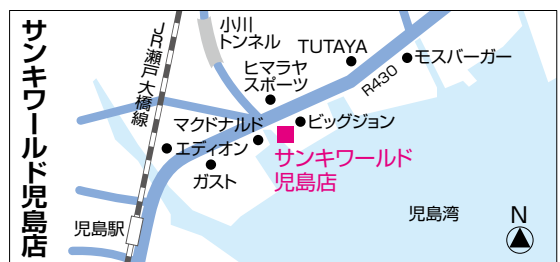 サンキワールド児島店
JR瀬戸大橋線
小川
トンネル
TUTAYA
モスバーガー
ヒマラヤ
スポーツ
R430
マクドナルド
ビッグジョン
エディオン
サンキワールド
児島店
ガスト
児島駅
児島湾
N